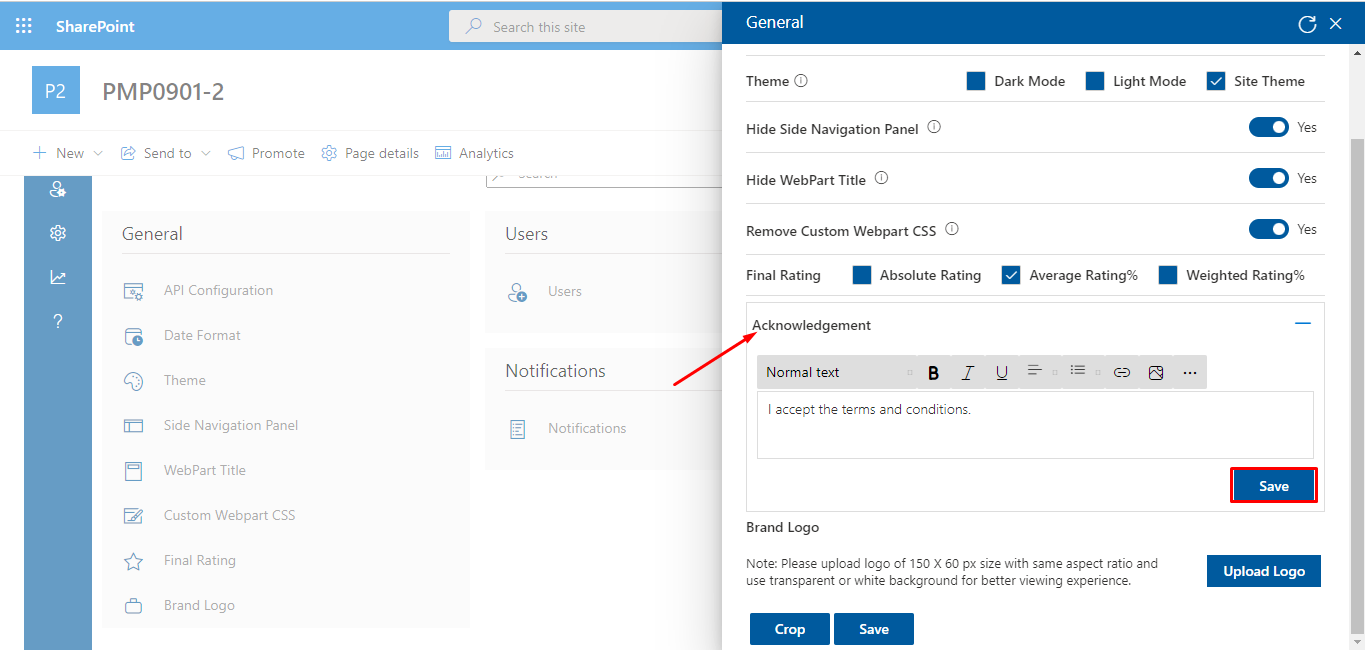 SharePoint
Search this site
P2
PMP0901-2
New
Send to
Promote
Page details
Analytics
Search
General
API Configuration
Date Format
Theme
Side Navigation Panel
WebPart Title
Custom Webpart CSS
Final Rating
Brand Logo
Users
Users
Notifications
Notifications
General
Theme
Dark Mode
Light Mode
Site Theme
Hide Side Navigation Panel
Yes
Hide WebPart Title
Yes
Remove Custom Webpart CSS
Yes
Final Rating
Absolute Rating
Average Rating%
Weighted Rating%
Acknowledgement
Normal text
B I U
I accept the terms and conditions.
Save
Brand Logo
Note: Please upload logo of 150 X 60 px size with same aspect ratio and
use transparent or white background for better viewing experience.
Upload Logo
Crop
Save